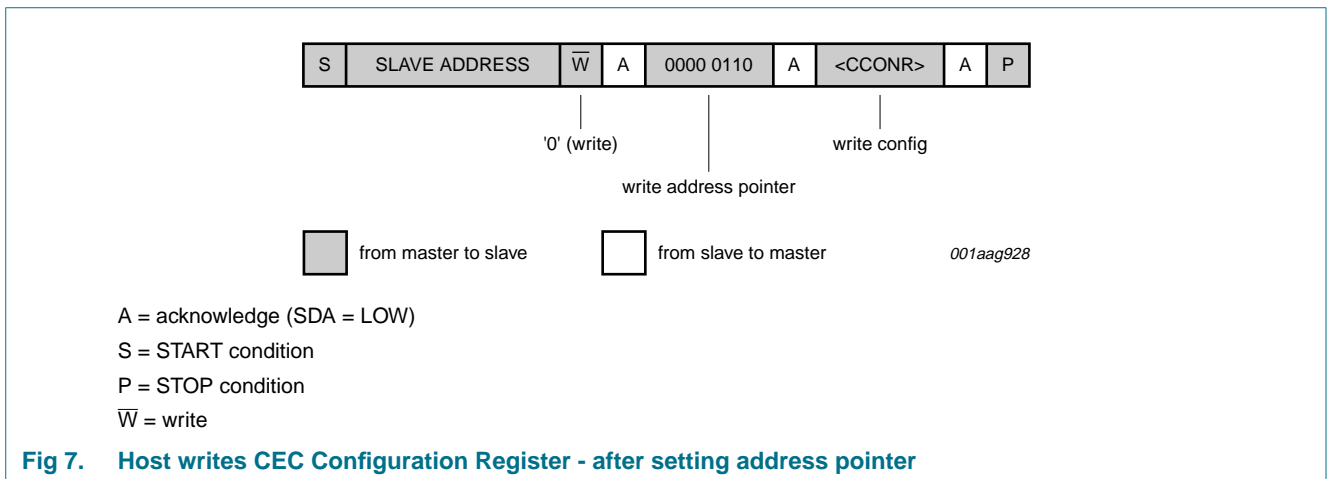 S SLAVE ADDRESS W̅ A 0000 0110 A <CCONR> A P
'0' (write) write config
write address pointer
from master to slave from slave to master 001aag928
A = acknowledge (SDA = LOW)
S = START condition
P = STOP condition
W̅ = write
Fig 7. Host writes CEC Configuration Register - after setting address pointer